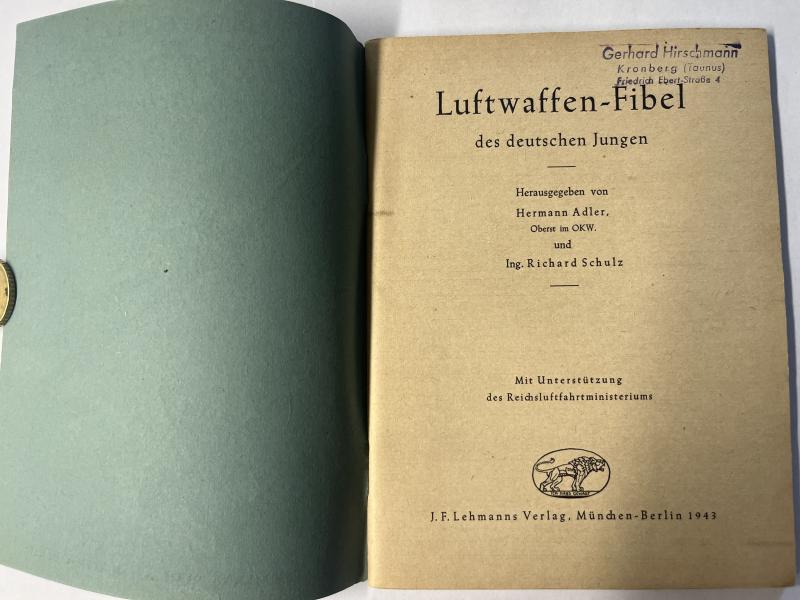 Gerhard Hirschmann
Kronberg (Taunus)
Friedrich Ebert-Straße 4
Luftwaffen-Fibel
des deutschen Jungen
Herausgegeben von
Hermann Adler,
Oberst im OKW.
und
Ing. Richard Schulz
Mit Unterstützung
des Reichsluftfahrtministeriums
J. F. Lehmanns Verlag, München-Berlin 1943